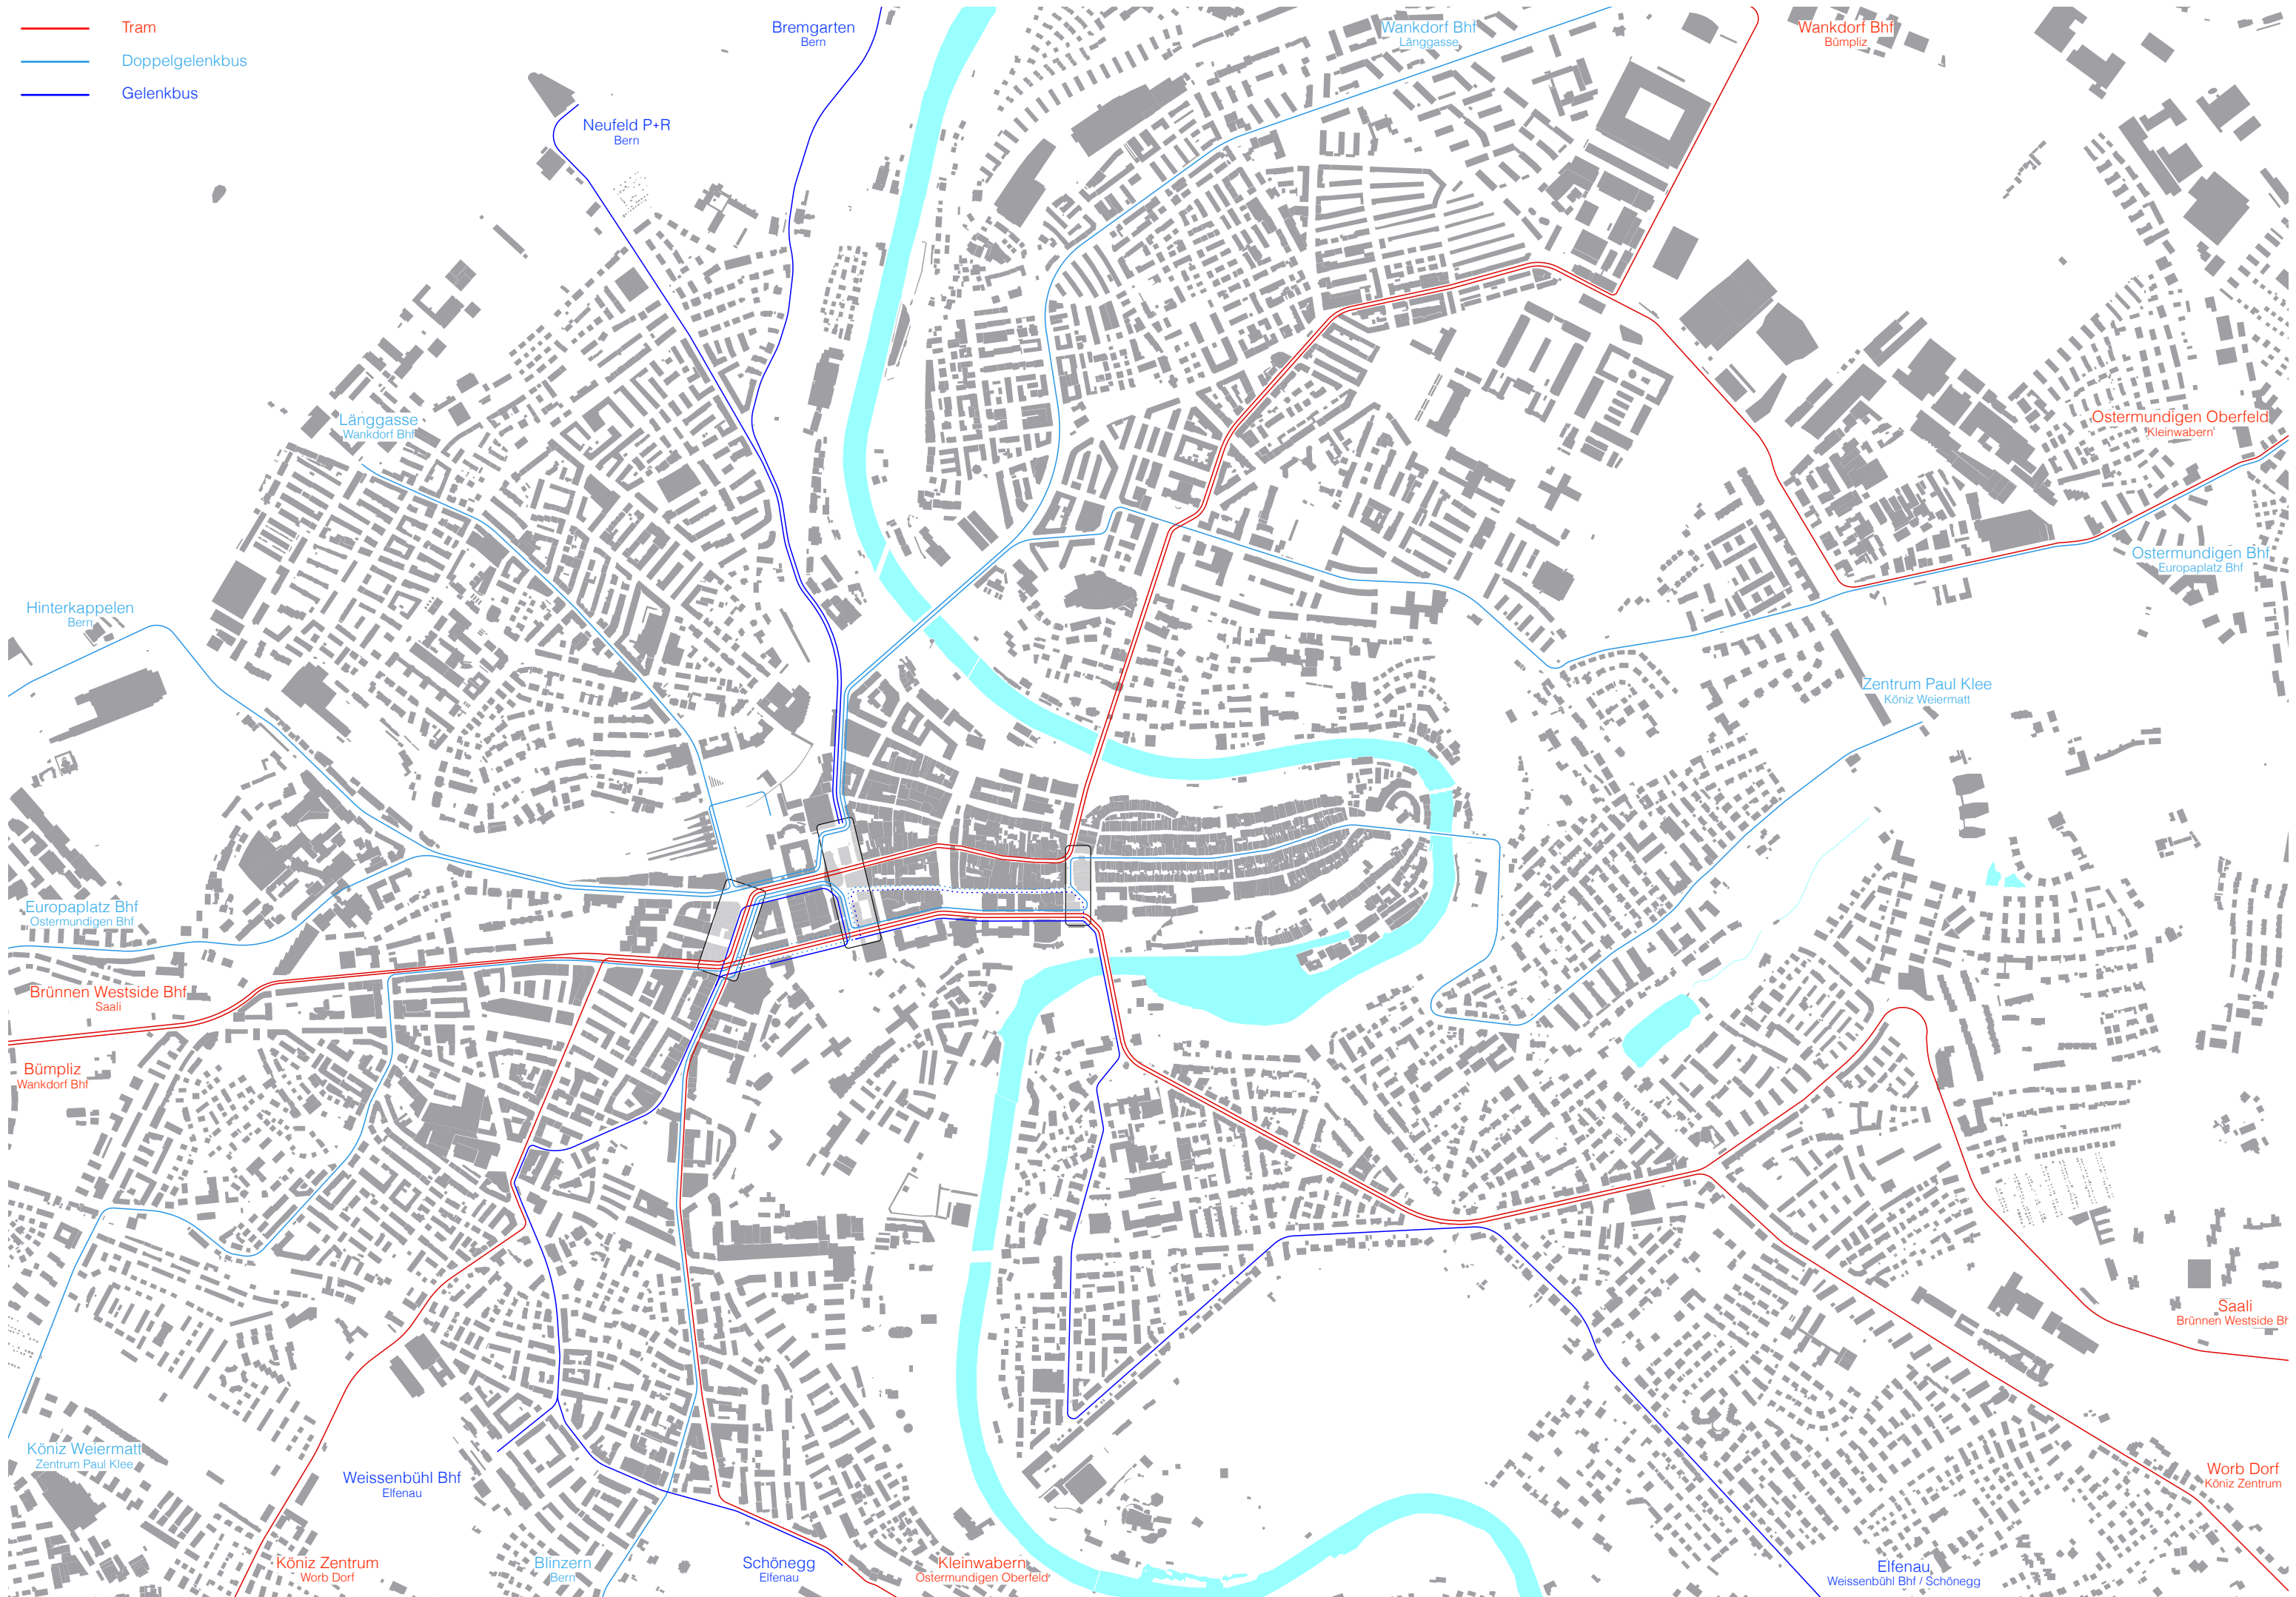 Tram
Doppelgelenkbus
Gelenkbus
Bremgarten
Bern
Wankdorf Bhf
Länggasse
Wankdorf Bhf
Bümpliz
Neufeld P+R
Bern
Länggasse
Wankdorf Bhf
Ostermundigen Oberfeld
Kleinwabern
Ostermundigen Bhf
Europaplatz Bhf
Hinterkappelen
Bern
Zentrum Paul Klee
Köniz Weiermatt
Europaplatz Bhf
Ostermundigen Bhf
Brünnen Westside Bhf
Saali
Bümpliz
Wankdorf Bhf
Saali
Brünnen Westside Bh
Köniz Weiermatt
Zentrum Paul Klee
Weissenbühl Bhf
Elfenau
Worb Dorf
Köniz Zentrum
Köniz Zentrum
Worb Dorf
Blinzern
Bern
Schönegg
Elfenau
Kleinwabern
Ostermundigen Oberfeld
Elfenau
Weissenbühl Bhf / Schönegg